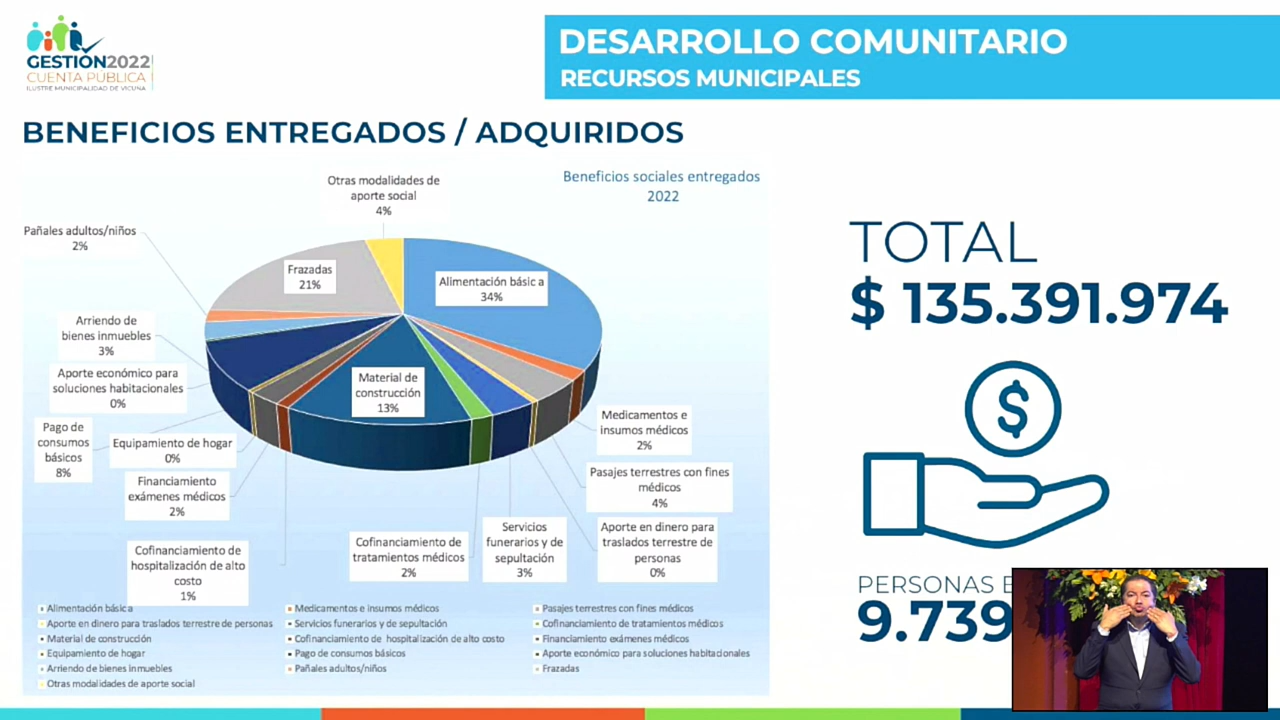 GESTION2022
CUENTA PÚBLICA
ILUSTRE MUNICIPALIDAD DE VICUÑA
DESARROLLO COMUNITARIO
RECURSOS MUNICIPALES
BENEFICIOS ENTREGADOS / ADQUIRIDOS
Beneficios sociales entregados
2022
Otras modalidades de
aporte social
4%
Pañales adultos/niños
2%
Frazadas
21%
Alimentación básic a
34%
Arriendo de
bienes inmuebles
3%
Aporte económico para
soluciones habitacionales
0%
Material de
construcción
13%
Pago de
consumos
básicos
8%
Equipamiento de hogar
0%
Financiamiento
exámenes médicos
2%
Cofinanciamiento de
hospitalización de alto
costo
1%
Cofinanciamiento de
tratamientos médicos
2%
Servicios
funerarios y de
sepultación
3%
Aporte en dinero para
traslados terrestre de
personas
0%
Pasajes terrestres con fines
médicos
4%
Medicamentos e
insumos médicos
2%
Alimentación básic a
Medicamentos e insumos médicos
Pasajes terrestres con fines médicos
Aporte en dinero para traslados terrestre de personas
Servicios funerarios y de sepultación
Cofinanciamiento de tratamientos médicos
Material de construcción
Cofinanciamiento de hospitalización de alto costo
Financiamiento exámenes médicos
Equipamiento de hogar
Pago de consumos básicos
Aporte económico para soluciones habitacionales
Arriendo de bienes inmuebles
Pañales adultos/niños
Frazadas
Otras modalidades de aporte social
TOTAL
$ 135.391.974
$
PERSONAS
9.739